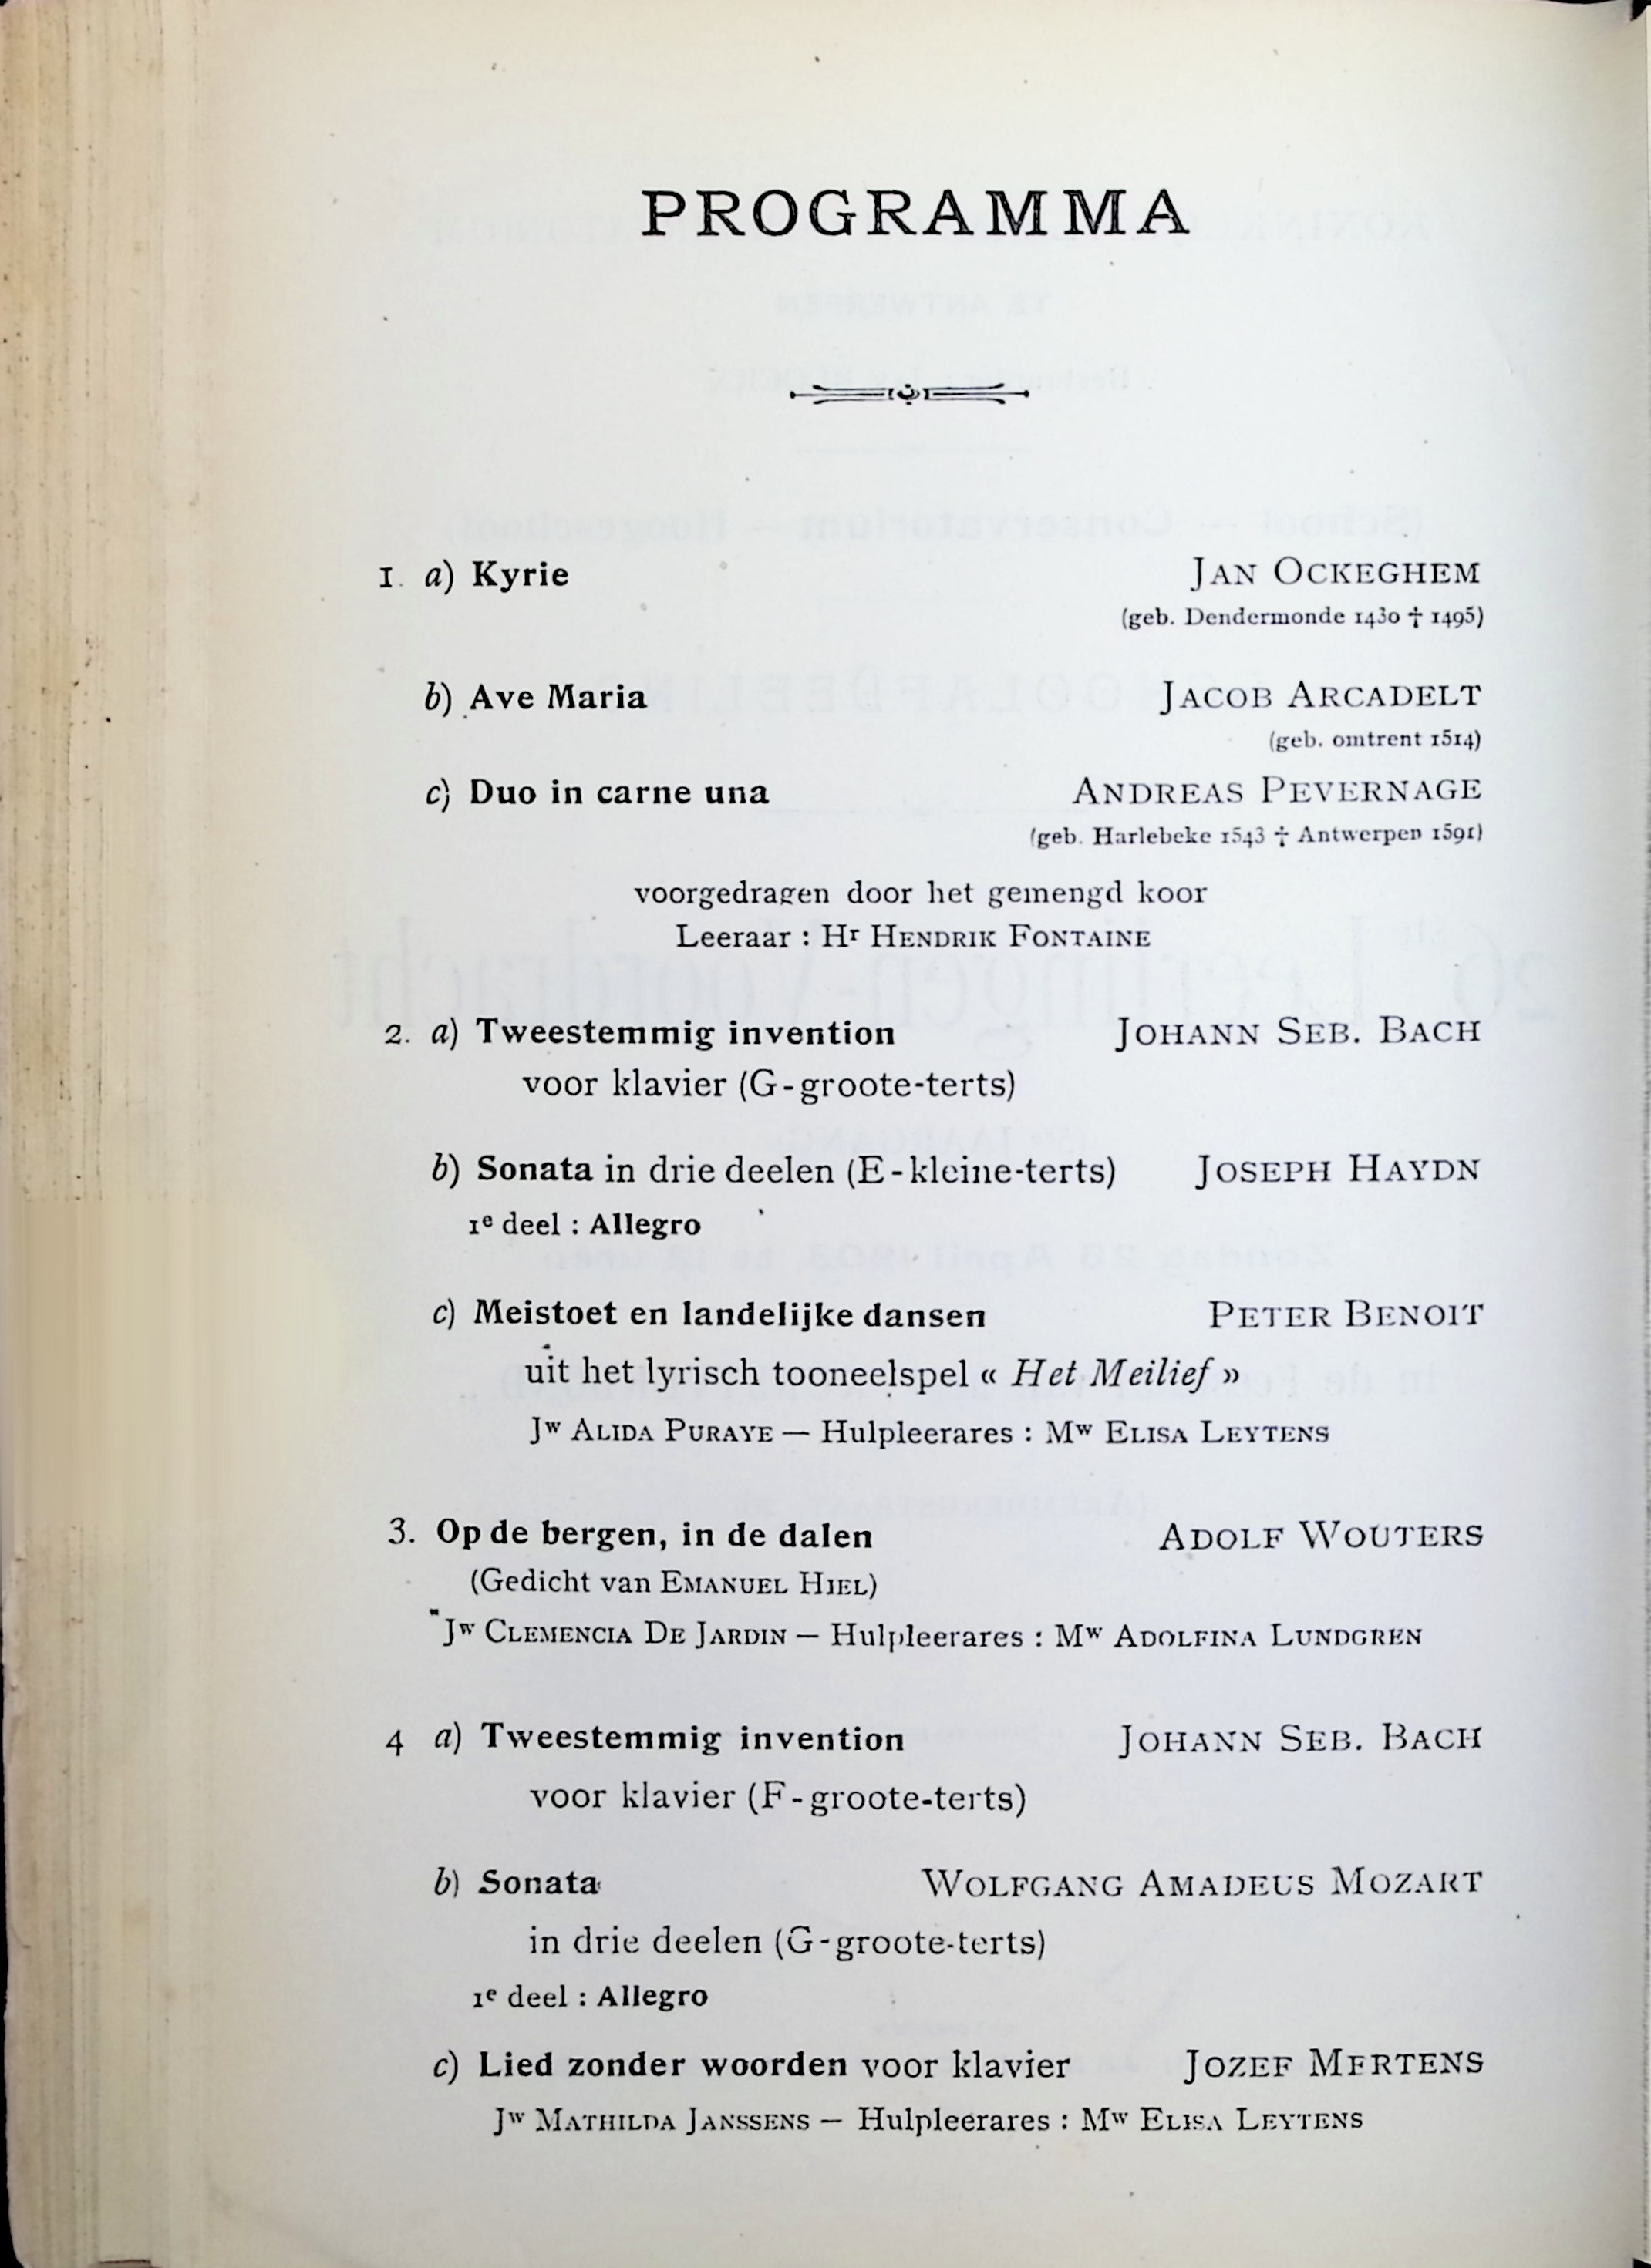 PROGRAMMA
1. a) Kyrie JAN OCKEGHEM
(geb. Dendermonde 1430 † 1495)
b) Ave Maria JACOB ARCADELT
(geb. omtrent 1514)
c) Duo in carne una ANDREAS PEVERNAGE
(geb. Harlebeke 1543 † Antwerpen 1591)
voorgedragen door het gemengd koor
Leeraar : Hr HENDRIK FONTAINE
2. a) Tweestemmig invention JOHANN SEB. BACH
voor klavier (G-groote-terts)
b) Sonata in drie deelen (E-kleine-terts) JOSEPH HAYDN
1e deel : Allegro
c) Meistoet en landelijke dansen PETER BENOIT
uit het lyrisch tooneelspel « Het Meilief »
Jw ALIDA PURAYE — Hulpleerares : Mw ELISA LEYTENS
3. Op de bergen, in de dalen ADOLF WOUTERS
(Gedicht van EMANUEL HIEL)
Jw CLEMENCIA DE JARDIN — Hulpleerares : Mw ADOLFINA LUNDGREN
4 a) Tweestemmig invention JOHANN SEB. BACH
voor klavier (F-groote-terts)
b) Sonata WOLFGANG AMADEUS MOZART
in drie deelen (G-groote-terts)
1e deel : Allegro
c) Lied zonder woorden voor klavier JOZEF MERTENS
Jw MATHILDA JANSSENS — Hulpleerares : Mw ELISA LEYTENS